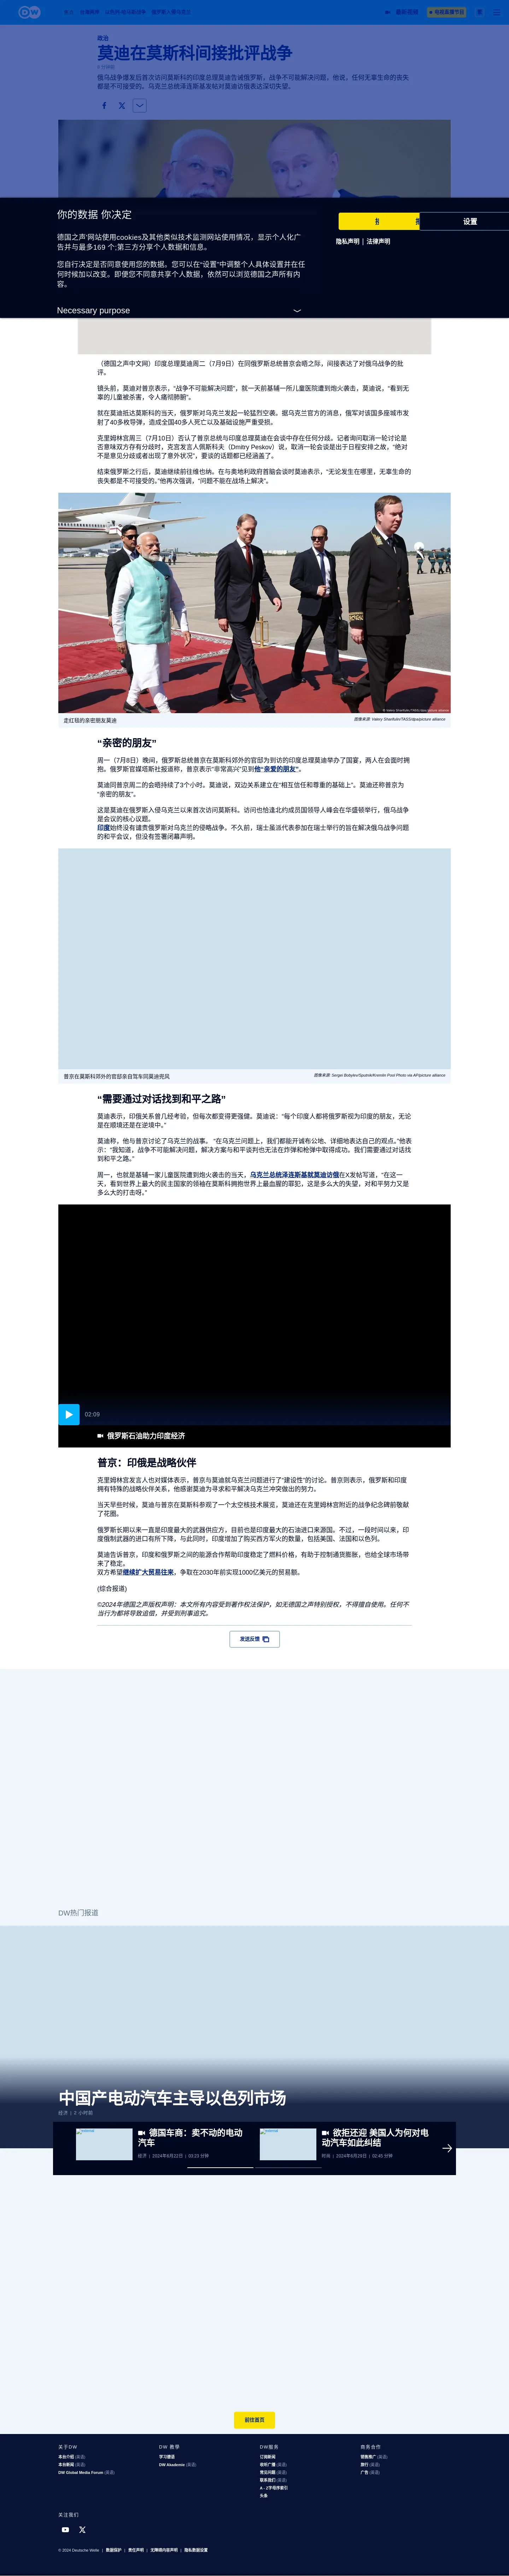 DW
最新视频
电视直播节目
政治
莫迪在莫斯科间接批评战争
俄乌战争爆发后首次访问莫斯科的印度总理莫迪告诫俄罗斯，战争不可能解决问题，他说，任何无辜生命的丧失
都是不可接受的。乌克兰总统泽连斯基发帖对莫迪访俄表达深切失望。
你的数据 你决定
设置
德国之声'网站使用cookies及其他类似技术监测网站使用情况，显示个人化广
告并与最多169 个.第三方分享个人数据和信息。
隐私声明 | 法律声明
您自行决定是否同意使用您的数据。您可以在"设置"中调整个人具体设置并在任
何时候加以改变。即使您不同意共享个人数据，依然可以浏览德国之声所有内
容。
Necessary purpose
（德国之声中文网）印度总理莫迪周二（7月9日）在同俄罗斯总统普京会晤之际，间接表达了对俄乌战争的批
评。
镜头前，莫迪对普京表示，"战争不可能解决问题"，就一天前基辅一所儿童医院遭到炮火袭击，莫迪说，"看到无
辜的儿童被杀害，令人痛彻肺腑"。
就在莫迪抵达莫斯科的当天，俄罗斯对乌克兰发起一轮猛烈空袭。据乌克兰官方的消息，俄军对该国多座城市发
射了40多枚导弹，造成全国40多人死亡以及基础设施严重受损。
克里姆林宫周三（7月10日）否认了普京总统与印度总理莫迪在会谈中存在任何分歧。记者询问取消一轮讨论是
否意味双方存有分歧时，克宫发言人佩斯科夫（Dmitry Peskov）说，取消一轮会谈是出于日程安排之故，"绝对
不是意见分歧或者出现了意外状况"，要谈的话题都已经涵盖了。
结束俄罗斯之行后，莫迪继续前往维也纳。在与奥地利政府首脑会谈时莫迪表示，"无论发生在哪里，无辜生命的
丧失都是不可接受的。"他再次强调，"问题不能在战场上解决"。
走红毯的亲密朋友莫迪
图像来源: Valery Sharifulin/TASS/dpa/picture alliance
“亲密的朋友”
周一（7月8日）晚间，俄罗斯总统普京在莫斯科郊外的官邸为到访的印度总理莫迪举办了国宴，两人在会面时拥
抱。俄罗斯官媒塔斯社报道称，普京表示"非常高兴"见到他“亲爱的朋友”。
莫迪同普京周二的会晤持续了3个小时。莫迪说，双边关系建立在"相互信任和尊重的基础上"。莫迪还称普京为
"亲密的朋友"。
这是莫迪在俄罗斯入侵乌克兰以来首次访问莫斯科。访问也恰逢北约成员国领导人峰会在华盛顿举行，俄乌战争
是会议的核心议题。
印度始终没有谴责俄罗斯对乌克兰的侵略战争。不久前，瑞士虽派代表参加在瑞士举行的旨在解决俄乌战争问题
的和平会议，但没有签署闭幕声明。
普京在莫斯科郊外的官邸亲自驾车同莫迪兜风
图像来源: Sergei Bobylev/Sputnik/Kremlin Pool Photo via AP/picture alliance
“需要通过对话找到和平之路”
莫迪表示，印俄关系曾几经考验，但每次都变得更强健。莫迪说："每个印度人都将俄罗斯视为印度的朋友，无论
是在顺境还是在逆境中。"
莫迪称，他与普京讨论了乌克兰的战事。 "在乌克兰问题上，我们都能开诚布公地、详细地表达自己的观点。"他表
示："我知道，战争不可能解决问题，解决方案与和平谈判也无法在炸弹和枪弹中取得成功。我们需要通过对话找
到和平之路。"
周一，也就是基辅一家儿童医院遭到炮火袭击的当天，乌克兰总统泽连斯基就莫迪访俄在X发帖写道，"在这一
天，看到世界上最大的民主国家的领袖在莫斯科拥抱世界上最血腥的罪犯，这是多么大的失望，对和平努力又是
多么大的打击呀。"
02:09
俄罗斯石油助力印度经济
普京：印俄是战略伙伴
克里姆林宫发言人也对媒体表示，普京与莫迪就乌克兰问题进行了"建设性"的讨论。普京则表示，俄罗斯和印度
拥有特殊的战略伙伴关系，他感谢莫迪为寻求和平解决乌克兰冲突做出的努力。
当天早些时候，莫迪与普京在莫斯科参观了一个太空核技术展览，莫迪还在克里姆林宫附近的战争纪念碑前敬献
了花圈。
俄罗斯长期以来一直是印度最大的武器供应方，目前也是印度最大的石油进口来源国。不过，一段时间以来，印
度俄制武器的进口有所下降，与此同时，印度增加了购买西方军火的数量，包括美国、法国和以色列。
莫迪告诉普京，印度和俄罗斯之间的能源合作帮助印度稳定了燃料价格，有助于控制通货膨胀，也给全球市场带
来了稳定。
双方希望继续扩大贸易往来，争取在2030年前实现1000亿美元的贸易额。
(综合报道)
©2024年德国之声版权声明：本文所有内容受到著作权法保护，如无德国之声特别授权，不得擅自使用。任何不
当行为都将导致追偿，并受到刑事追究。
发送反馈
DW热门报道
中国产电动汽车主导以色列市场
经济 | 2 小时前
德国车商：卖不动的电动
汽车
经济 | 2024年6月22日 | 03:23 分钟
欲拒还迎 美国人为何对电
动汽车如此纠结
时尚 | 2024年6月29日 | 02:45 分钟
前往首页
关于DW
本台介绍 (英语)
本台新闻 (英语)
DW Global Media Forum (英语)
DW 教學
学习德语
DW Akademie (英语)
DW服务
订阅新闻
收听广播 (英语)
常见问题 (英语)
联系我们 (英语)
A - Z字母序索引
头条
商务合作
销售推广 (英语)
旅行 (英语)
广告 (英语)
关注我们
© 2024 Deutsche Welle | 数据保护 | 责任声明 | 无障碍内容声明 | 隐私数据设置